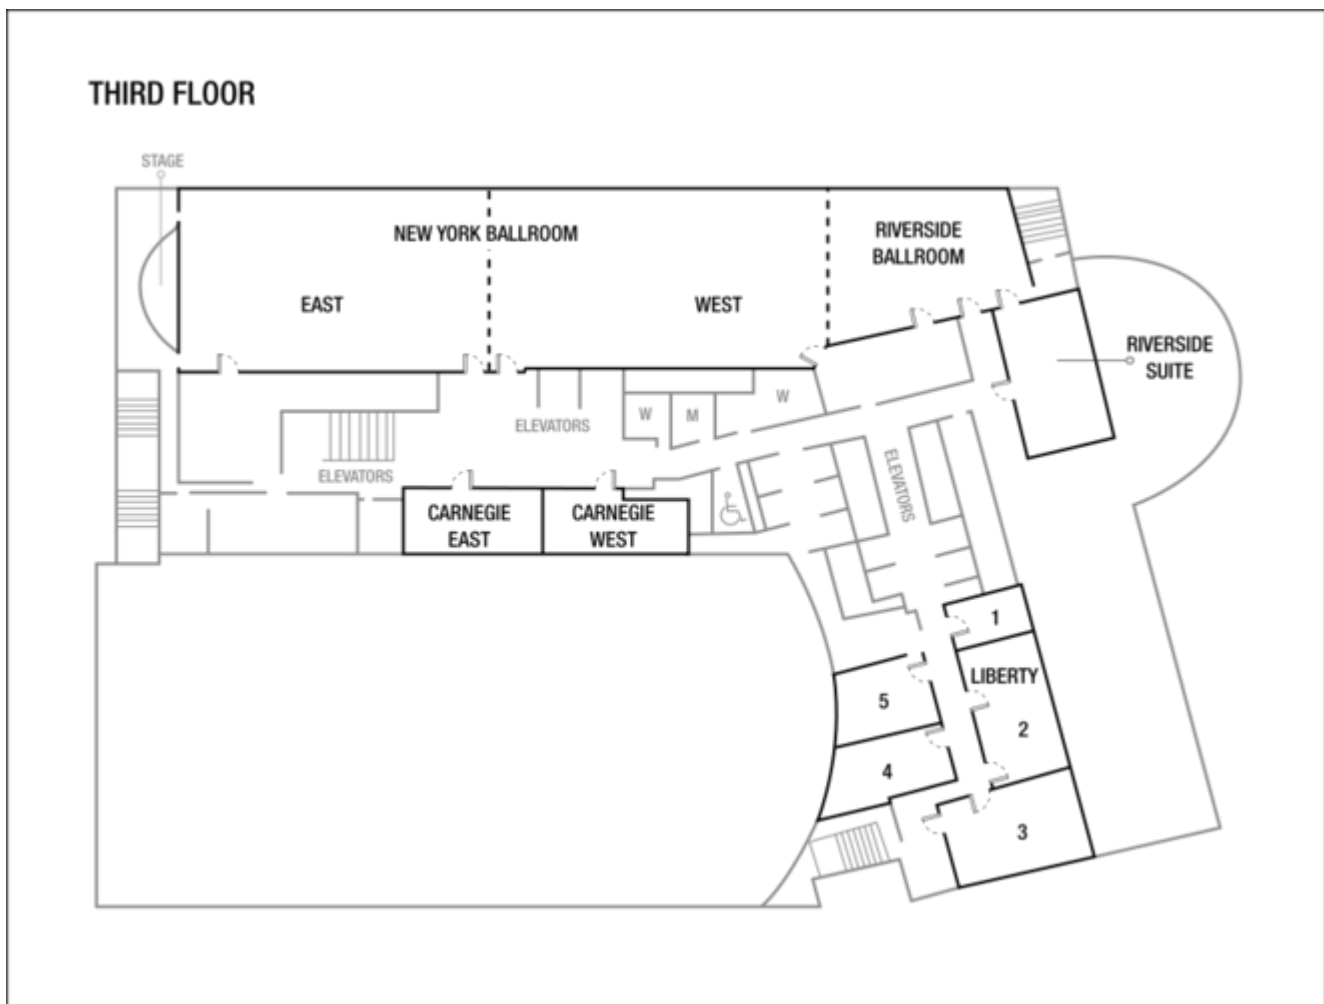 THIRD FLOOR
STAGE
NEW YORK BALLROOM
EAST
WEST
RIVERSIDE
BALLROOM
RIVERSIDE
SUITE
W
M
W
ELEVATORS
ELEVATORS
ELEVATORS
CARNEGIE
EAST
CARNEGIE
WEST
1
LIBERTY
2
5
4
3